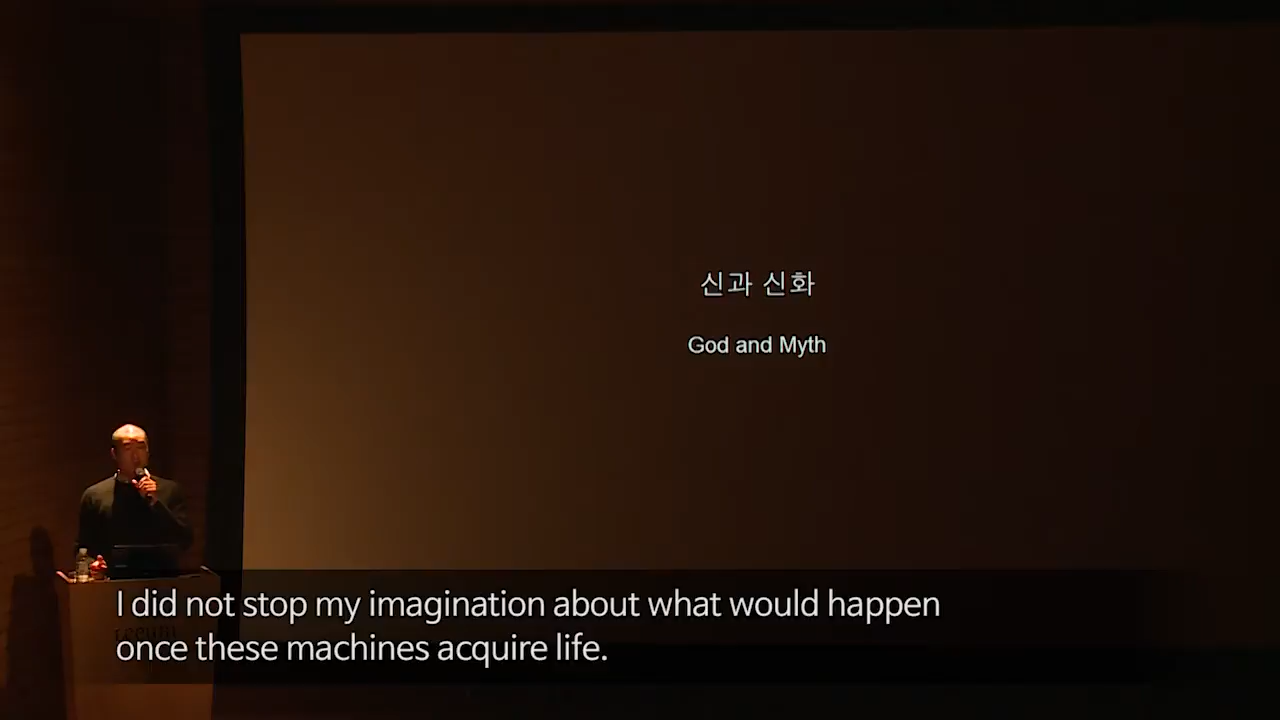 신과 신화
God and Myth
I did not stop my imagination about what would happen
once these machines acquire life.